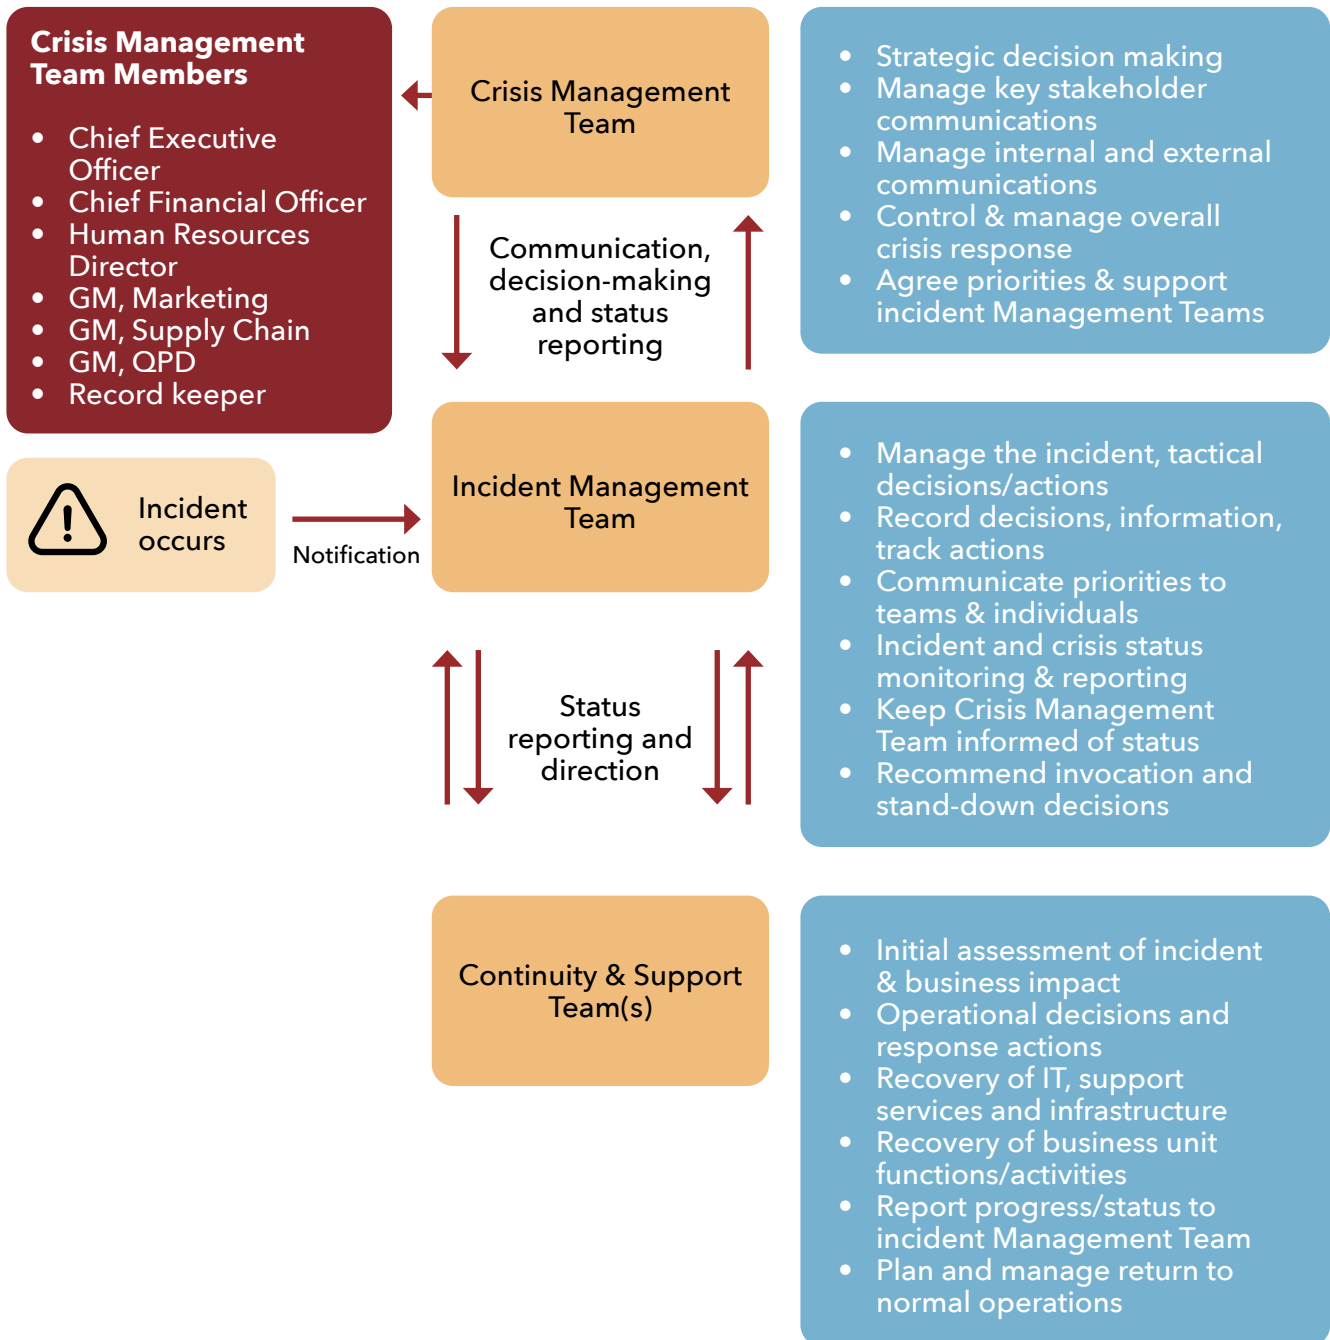 Crisis Management
Team Members
• Chief Executive
Officer
• Chief Financial Officer
• Human Resources
Director
• GM, Marketing
• GM, Supply Chain
• GM, QPD
• Record keeper
Crisis Management
Team
• Strategic decision making
• Manage key stakeholder
communications
• Manage internal and external
communications
• Control & manage overall
crisis response
• Agree priorities & support
incident Management Teams
Communication,
decision-making
and status
reporting
Incident
occurs
Notification
Incident Management
Team
• Manage the incident, tactical
decisions/actions
• Record decisions, information,
track actions
• Communicate priorities to
teams & individuals
• Incident and crisis status
monitoring & reporting
• Keep Crisis Management
Team informed of status
• Recommend invocation and
stand-down decisions
Status
reporting and
direction
Continuity & Support
Team(s)
• Initial assessment of incident
& business impact
• Operational decisions and
response actions
• Recovery of IT, support
services and infrastructure
• Recovery of business unit
functions/activities
• Report progress/status to
incident Management Team
• Plan and manage return to
normal operations